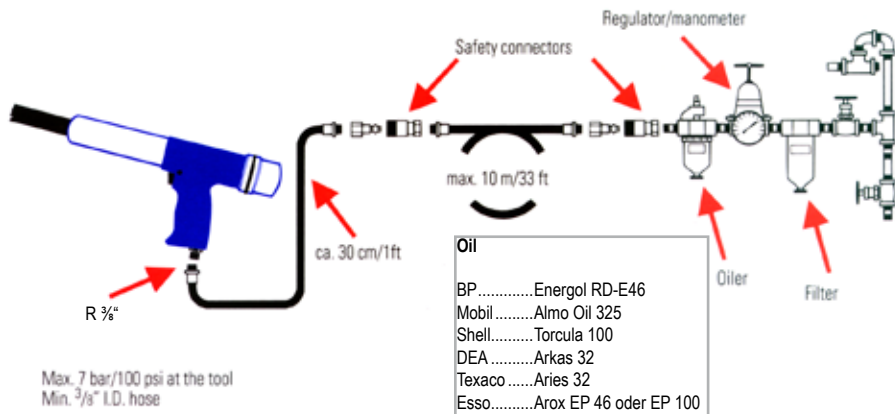 Regulator/manometer
Safety connectors
max. 10 m/33 ft
ca. 30 cm/1ft
R ⅜“
Oiler
Filter
Oil
BP.............Energol RD-E46
Mobil .........Almo Oil 325
Shell..........Torcula 100
DEA ...........Arkas 32
Texaco ......Aries 32
Esso..........Arox EP 46 oder EP 100
Max. 7 bar/100 psi at the tool
Min. 3/8" I.D. hose